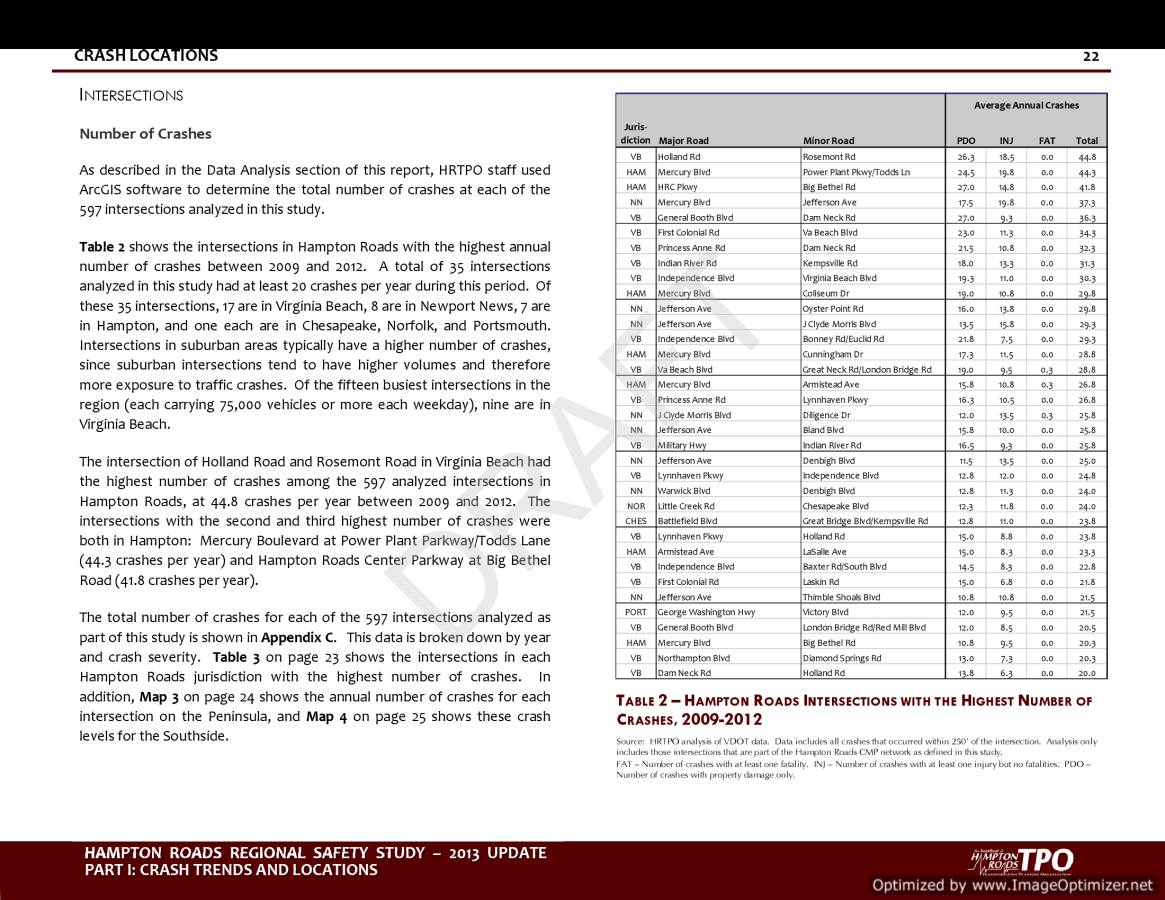 CRASH LOCATIONS 22
INTERSECTIONS
Number of Crashes
As described in the Data Analysis section of this report, HRTPO staff used
ArcGIS software to determine the total number of crashes at each of the
597 intersections analyzed in this study.
Table 2 shows the intersections in Hampton Roads with the highest annual
number of crashes between 2009 and 2012. A total of 35 intersections
analyzed in this study had at least 20 crashes per year during this period. Of
these 35 intersections, 17 are in Virginia Beach, 8 are in Newport News, 7 are
in Hampton, and one each are in Chesapeake, Norfolk, and Portsmouth.
Intersections in suburban areas typically have a higher number of crashes,
since suburban intersections tend to have higher volumes and therefore
more exposure to traffic crashes. Of the fifteen busiest intersections in the
region (each carrying 75,000 vehicles or more each weekday), nine are in
Virginia Beach.
The intersection of Holland Road and Rosemont Road in Virginia Beach had
the highest number of crashes among the 597 analyzed intersections in
Hampton Roads, at 44.8 crashes per year between 2009 and 2012. The
intersections with the second and third highest number of crashes were
both in Hampton: Mercury Boulevard at Power Plant Parkway/Todds Lane
(44.3 crashes per year) and Hampton Roads Center Parkway at Big Bethel
Road (41.8 crashes per year).
The total number of crashes for each of the 597 intersections analyzed as
part of this study is shown in Appendix C. This data is broken down by year
and crash severity. Table 3 on page 23 shows the intersections in each
Hampton Roads jurisdiction with the highest number of crashes. In
addition, Map 3 on page 24 shows the annual number of crashes for each
intersection on the Peninsula, and Map 4 on page 25 shows these crash
levels for the Southside.
Average Annual Crashes
Juris-
diction Major Road Minor Road PDO INJ FAT Total
VB Holland Rd Rosemont Rd 26.3 18.5 0.0 44.8
HAM Mercury Blvd Power Plant Pkwy/Todds Ln 24.5 19.8 0.0 44.3
HAM HRC Pkwy Big Bethel Rd 27.0 14.8 0.0 41.8
NN Mercury Blvd Jefferson Ave 17.5 19.8 0.0 37.3
VB General Booth Blvd Dam Neck Rd 27.0 9.3 0.0 36.3
VB First Colonial Rd Va Beach Blvd 23.0 11.3 0.0 34.3
VB Princess Anne Rd Dam Neck Rd 21.5 10.8 0.0 32.3
VB Indian River Rd Kempsville Rd 18.0 13.3 0.0 31.3
VB Independence Blvd Virginia Beach Blvd 19.3 11.0 0.0 30.3
HAM Mercury Blvd Coliseum Dr 19.0 10.8 0.0 29.8
NN Jefferson Ave Oyster Point Rd 16.0 13.8 0.0 29.8
NN Jefferson Ave J Clyde Morris Blvd 13.5 15.8 0.0 29.3
VB Independence Blvd Bonney Rd/Euclid Rd 21.8 7.5 0.0 29.3
HAM Mercury Blvd Cunningham Dr 17.3 11.5 0.0 28.8
VB Va Beach Blvd Great Neck Rd/London Bridge Rd 19.0 9.5 0.3 28.8
HAM Mercury Blvd Armistead Ave 15.8 10.8 0.3 26.8
VB Princess Anne Rd Lynnhaven Pkwy 16.3 10.5 0.0 26.8
NN J Clyde Morris Blvd Diligence Dr 12.0 13.5 0.3 25.8
NN Jefferson Ave Bland Blvd 15.8 10.0 0.0 25.8
VB Military Hwy Indian River Rd 16.5 9.3 0.0 25.8
NN Jefferson Ave Denbigh Blvd 11.5 13.5 0.0 25.0
VB Lynnhaven Pkwy Independence Blvd 12.8 12.0 0.0 24.8
NN Warwick Blvd Denbigh Blvd 12.8 11.3 0.0 24.0
NOR Little Creek Rd Chesapeake Blvd 12.3 11.8 0.0 24.0
CHES Battlefield Blvd Great Bridge Blvd/Kempsville Rd 12.8 11.0 0.0 23.8
VB Lynnhaven Pkwy Holland Rd 15.0 8.8 0.0 23.8
HAM Armistead Ave LaSalle Ave 15.0 8.3 0.0 23.3
VB Independence Blvd Baxter Rd/South Blvd 14.5 8.3 0.0 22.8
VB First Colonial Rd Laskin Rd 15.0 6.8 0.0 21.8
NN Jefferson Ave Thimble Shoals Blvd 10.8 10.8 0.0 21.5
PORT George Washington Hwy Victory Blvd 12.0 9.5 0.0 21.5
VB General Booth Blvd London Bridge Rd/Red Mill Blvd 12.0 8.5 0.0 20.5
HAM Mercury Blvd Big Bethel Rd 10.8 9.5 0.0 20.3
VB Northampton Blvd Diamond Springs Rd 13.0 7.3 0.0 20.3
VB Dam Neck Rd Holland Rd 13.8 6.3 0.0 20.0
TABLE 2 – HAMPTON ROADS INTERSECTIONS WITH THE HIGHEST NUMBER OF
CRASHES, 2009-2012
Source: HRTPO analysis of VDOT data. Data includes all crashes that occurred within 250' of the intersection. Analysis only
includes those intersections that are part of the Hampton Roads CMP network as defined in this study.
FAT – Number of crashes with at least one fatality. INJ – Number of crashes with at least one injury but no fatalities. PDO –
Number of crashes with property damage only.
DRAFT
HAMPTON ROADS REGIONAL SAFETY STUDY – 2013 UPDATE
PART I: CRASH TRENDS AND LOCATIONS
HAMPTON
ROADS TPO
Optimized by www.ImageOptimizer.net